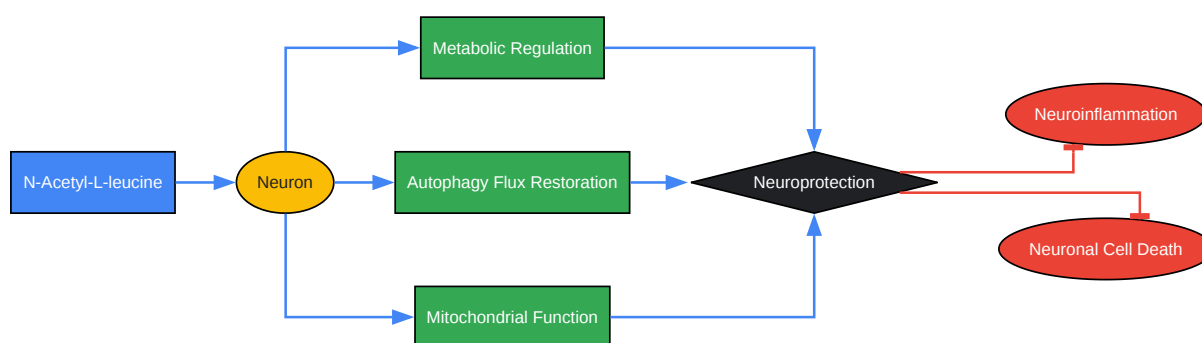 Metabolic Regulation
Neuroinflammation
N-Acetyl-L-leucine
Neuron
Autophagy Flux Restoration
Neuroprotection
Neuronal Cell Death
Mitochondrial Function